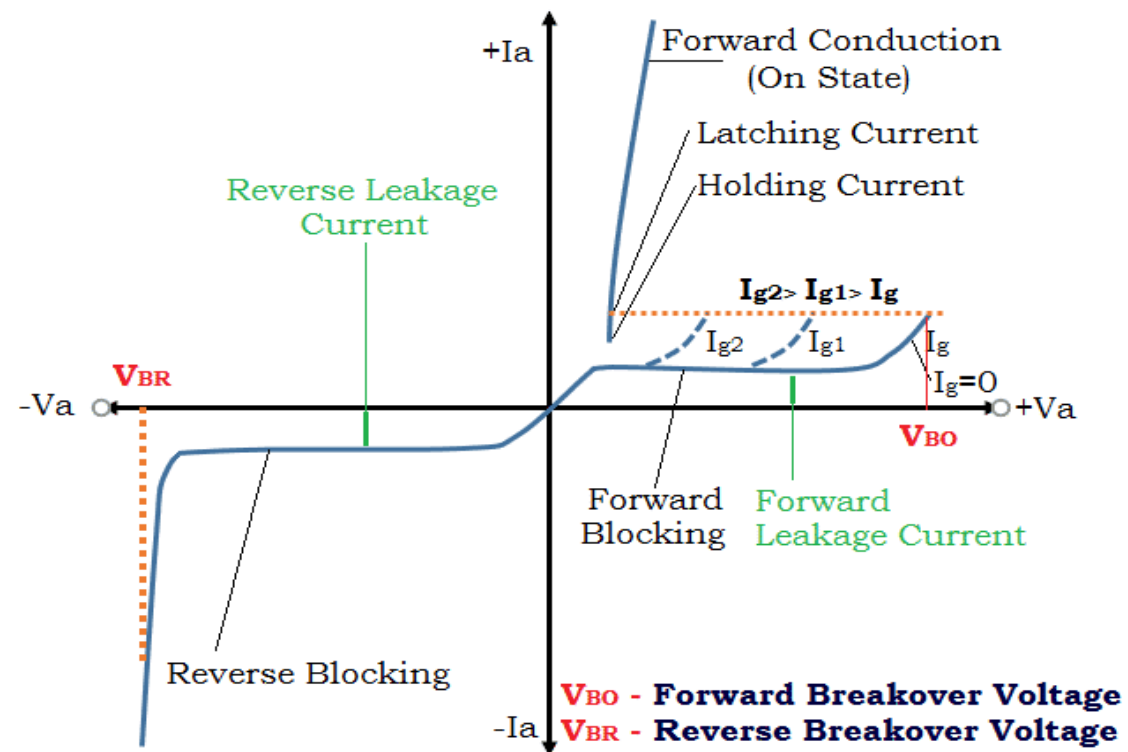 +Ia
Forward Conduction
(On State)
Latching Current
Holding Current
Reverse Leakage
Current
Ig2> Ig1> Ig
Ig2
Ig1
Ig
Ig=0
VBR
-Va
+Va
VBO
Forward
Blocking
Forward
Leakage Current
Reverse Blocking
-Ia
VBO - Forward Breakover Voltage
VBR - Reverse Breakover Voltage